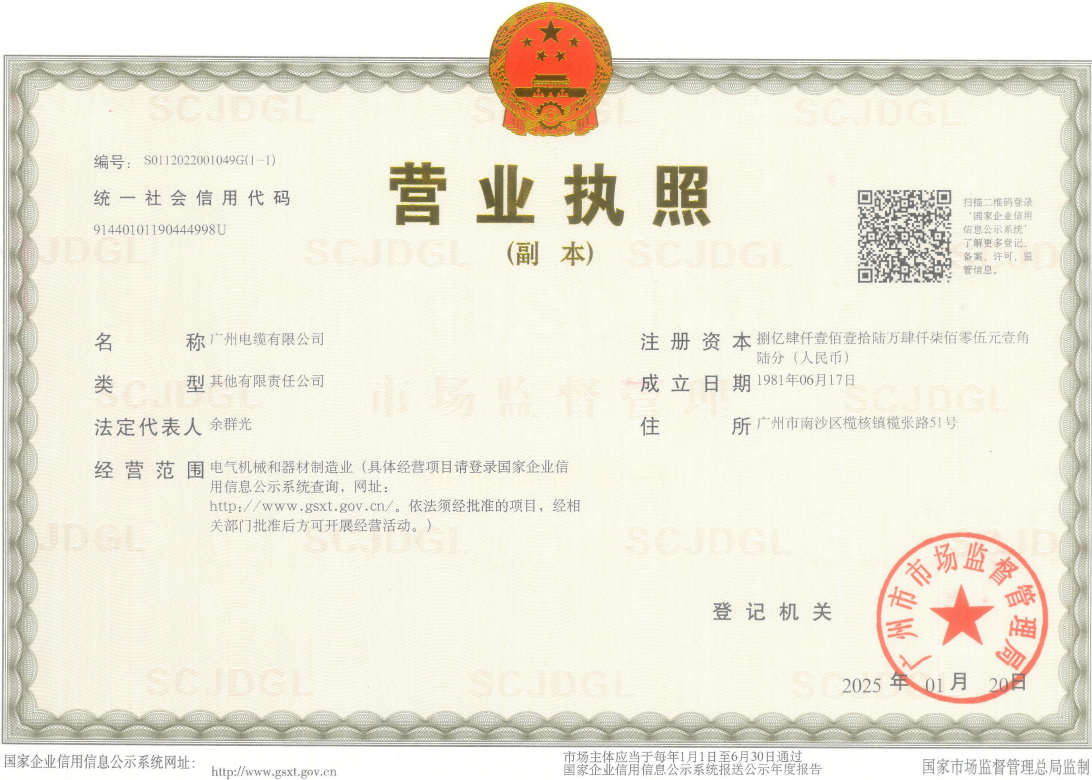 编号： S0112022001049G(1-1)
统一社会信用代码
91440101190444998U
营业执照
(副 本)
扫描二维码登录
‘国家企业信用
信息公示系统’
了解更多登记、
备案、许可、监
管信息。
名 称 广州电缆有限公司
类 型 其他有限责任公司
法定代表人 余群光
经营范围 电气机械和器材制造业（具体经营项目请登录国家企业信
用信息公示系统查询，网址：
http://www.gsxt.gov.cn/。依法须经批准的项目，经相
关部门批准后方可开展经营活动。）
注册资本 捌亿肆仟壹佰壹拾陆万肆仟柒佰零伍元壹角
陆分（人民币）
成立日期 1981年06月17日
住 所 广州市南沙区榄核镇榄张路51号
登记机关
广州市市场监督管理局
2025 年 01 月 20日
国家企业信用信息公示系统网址： http://www.gsxt.gov.cn
市场主体应当于每年1月1日至6月30日通过
国家企业信用信息公示系统报送公示年度报告
国家市场监督管理总局监制
SCJDGL
市场监督管理